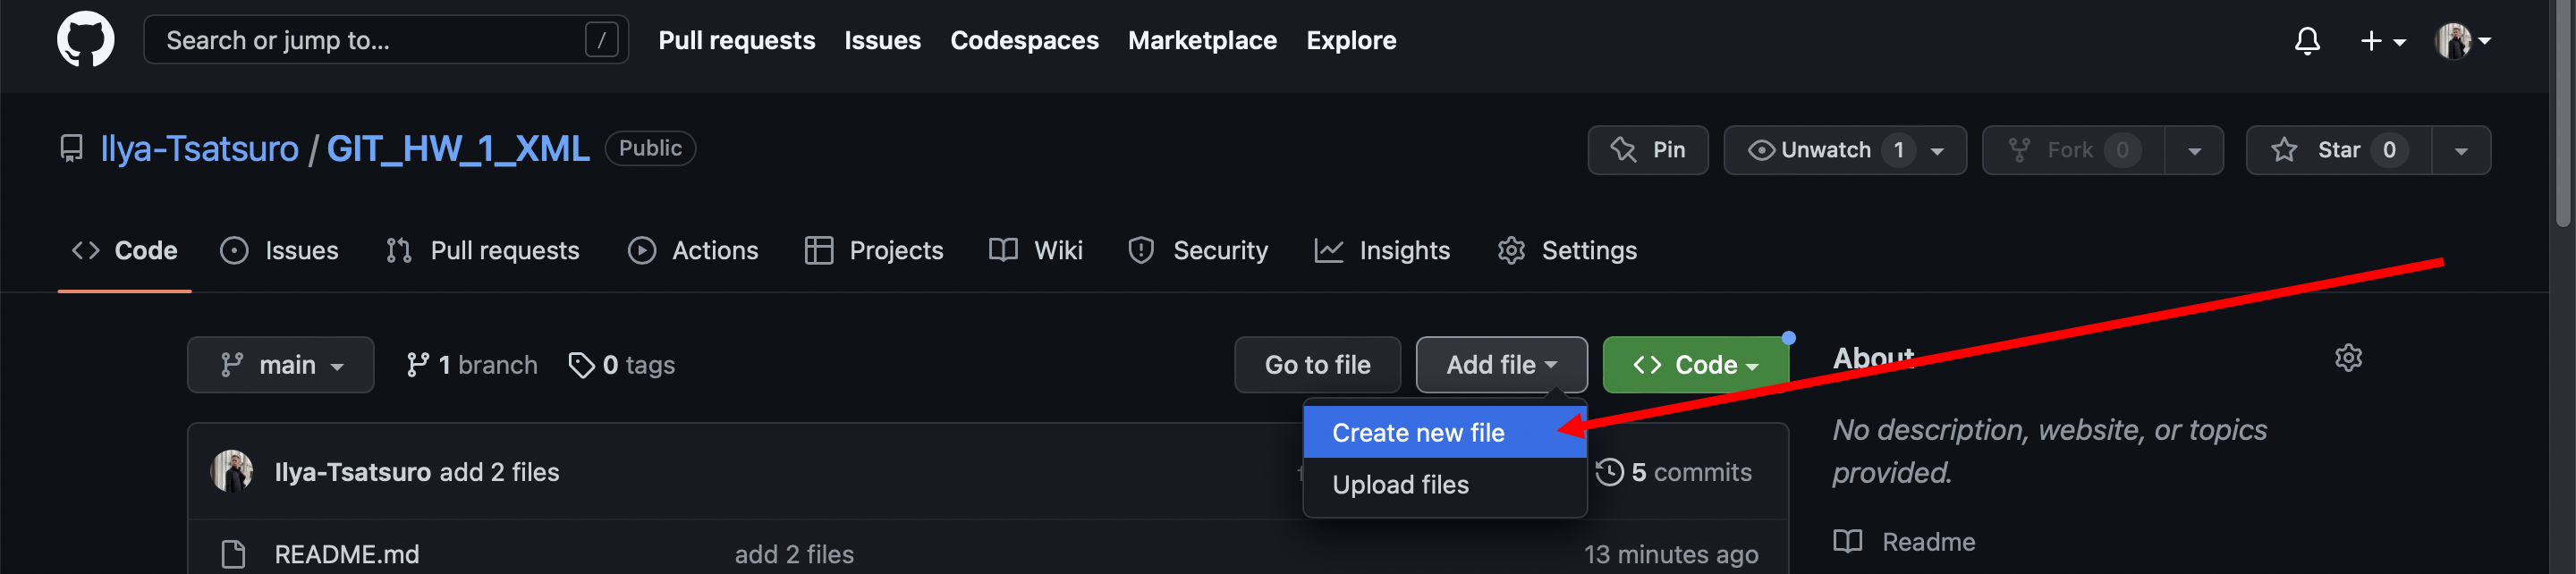 Search or jump to... /
Pull requests Issues Codespaces Marketplace Explore
Ilya-Tsatsuro / GIT_HW_1_XML Public
Pin Unwatch 1 Fork 0 Star 0
Code Issues Pull requests Actions Projects Wiki Security Insights Settings
main 1 branch 0 tags
Go to file Add file Code
Create new file
Upload files
Ilya-Tsatsuro add 2 files
5 commits
README.md add 2 files 13 minutes ago
About
No description, website, or topics
provided.
Readme